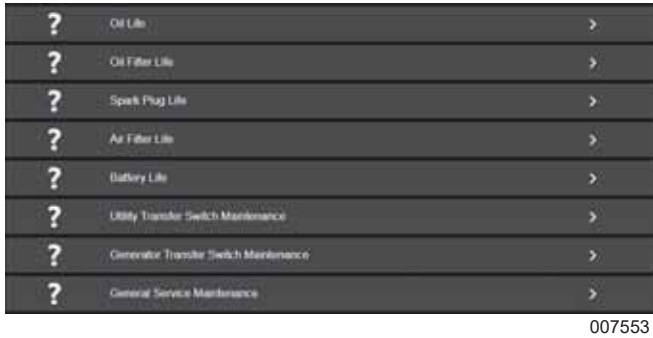 ? Oil Life >
? Oil Filter Life >
? Spark Plug Life >
? Air Filter Life >
? Battery Life >
? Utility Transfer Switch Maintenance >
? Generator Transfer Switch Maintenance >
? General Service Maintenance >
007553